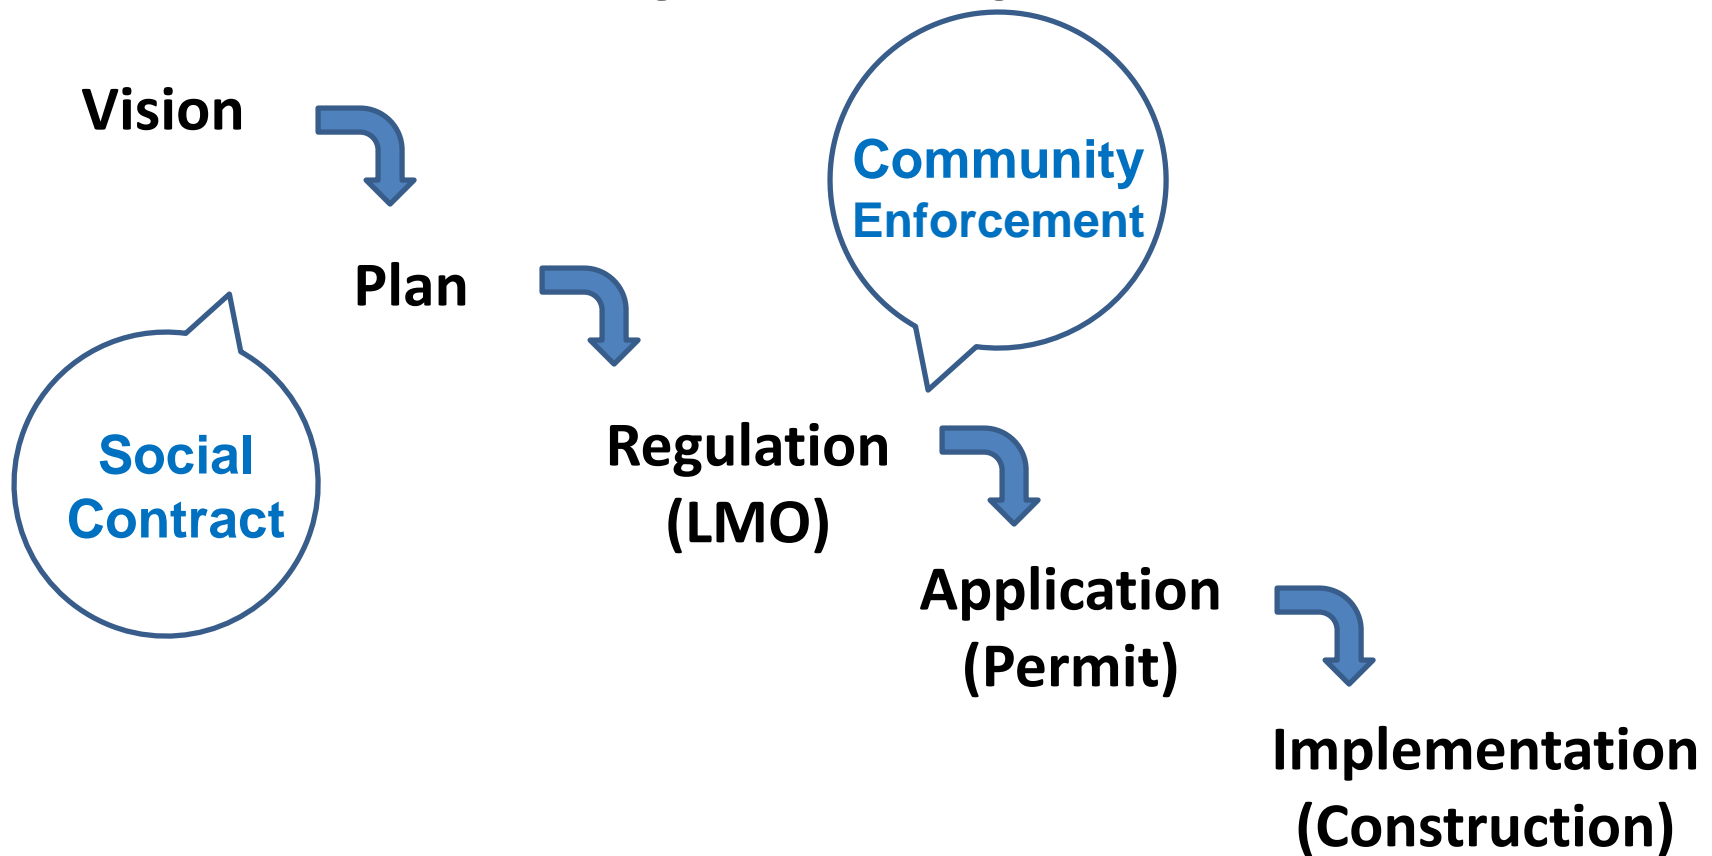 Vision
Community
Enforcement
Plan
Social
Contract
Regulation
(LMO)
Application
(Permit)
Implementation
(Construction)